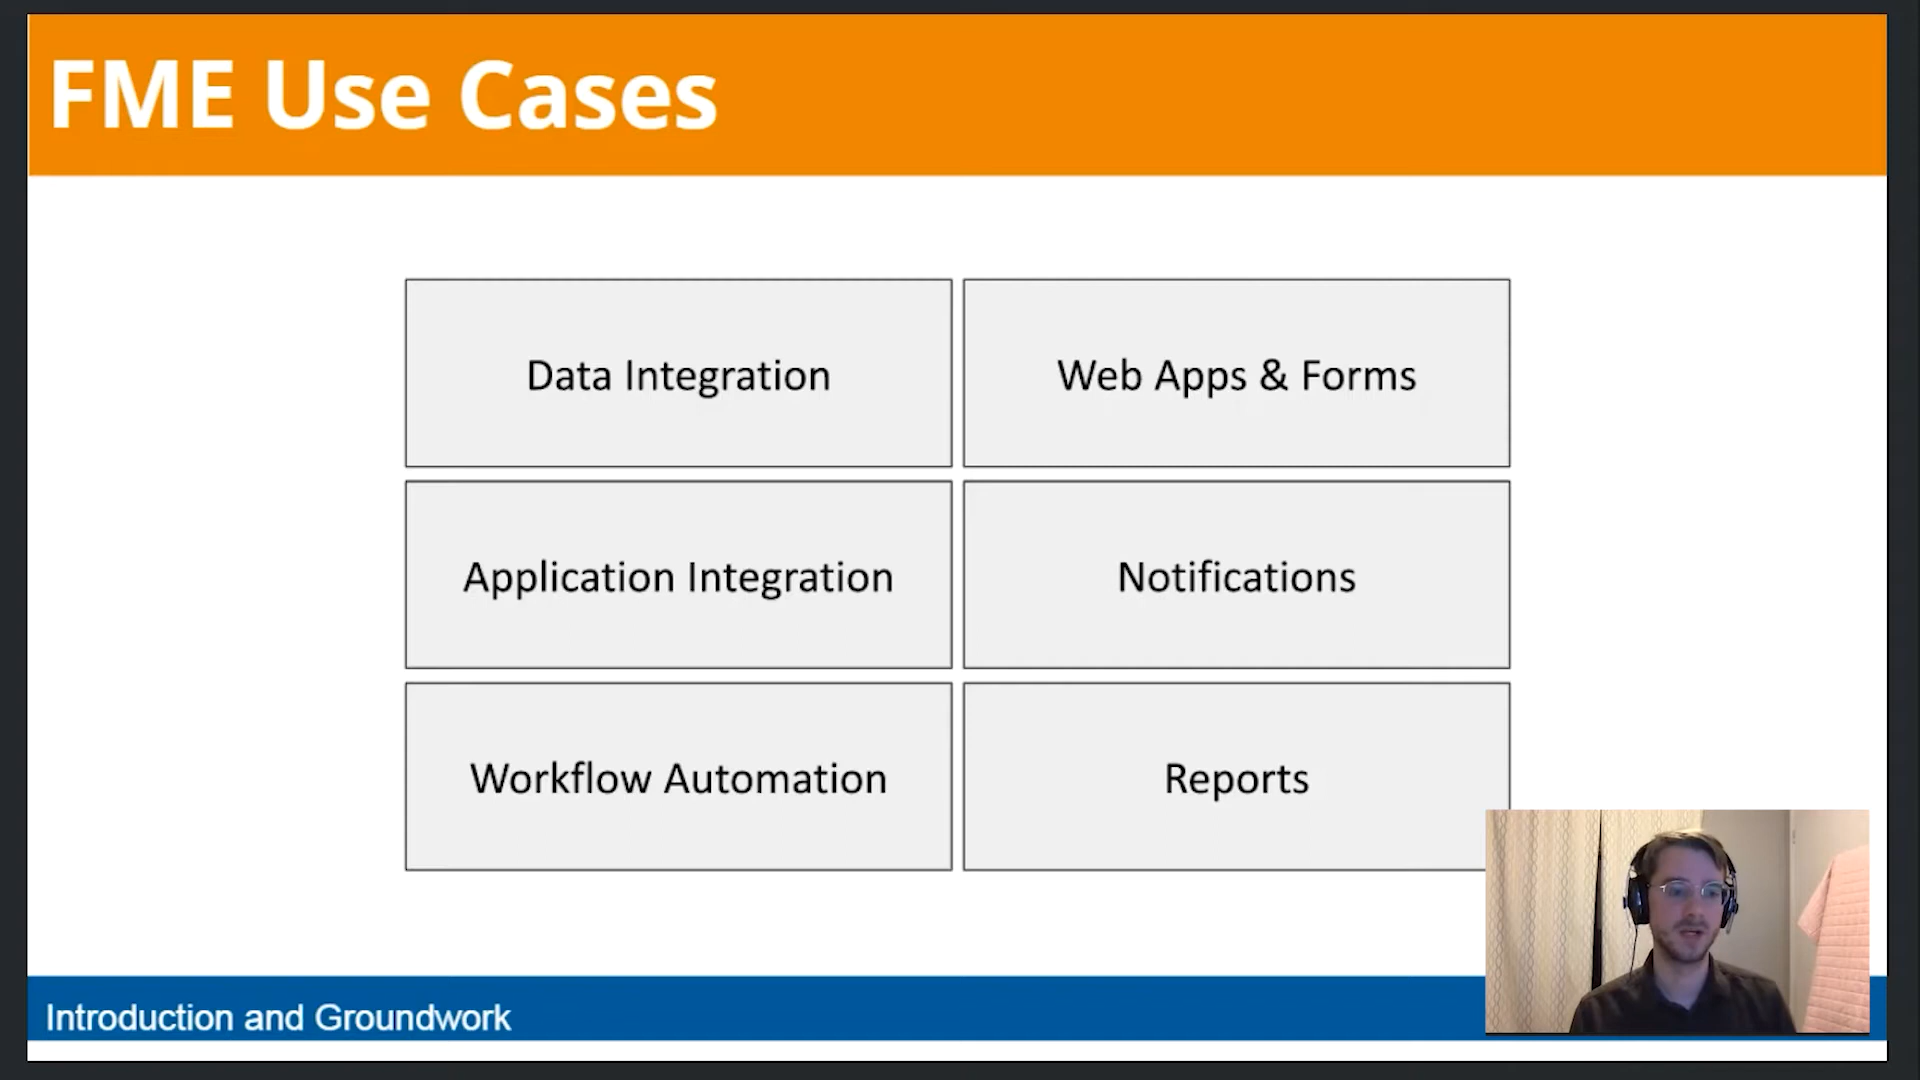 FME Use Cases
Data Integration
Web Apps & Forms
Application Integration
Notifications
Workflow Automation
Reports
Introduction and Groundwork